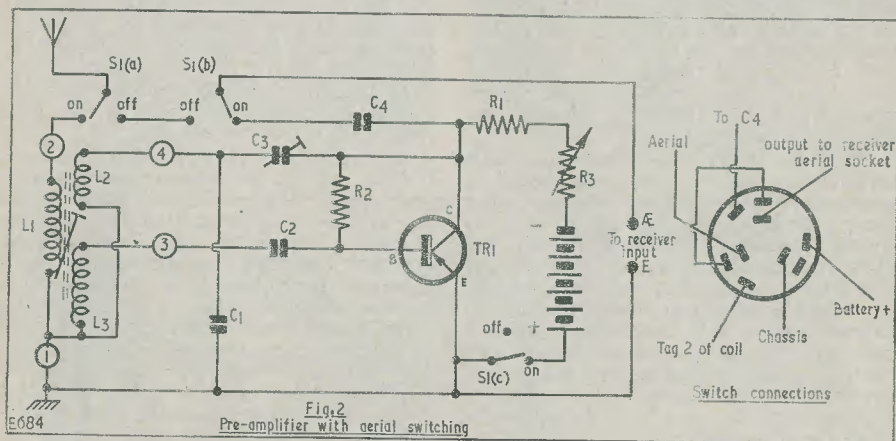 S1(a)
S1(b)
on
off
off
on
C4
R1
To C4
output to receiver
aerial socket
Aerial
2
4
C3
R3
L2
R2
L1
C
Æ
To receiver
input
E
3
C2
B
TR1
E
-
L3
C1
off
+
Battery+
1
S1(c)
on
Tag 2 of coil
Chassis
Switch connections
Fig.2
E684
Pre-amplifier with aerial switching